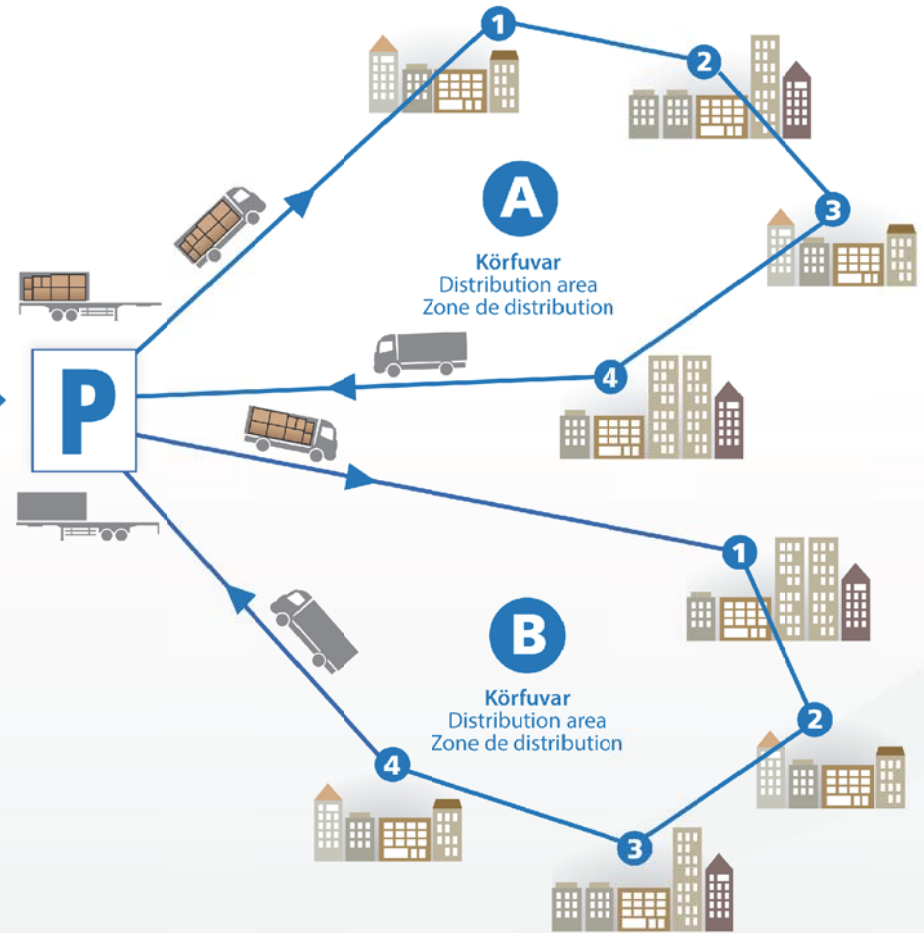 1
2
3
A
Körfuvar
Distribution area
Zone de distribution
4
P
1
B
Körfuvar
Distribution area
Zone de distribution
2
4
3